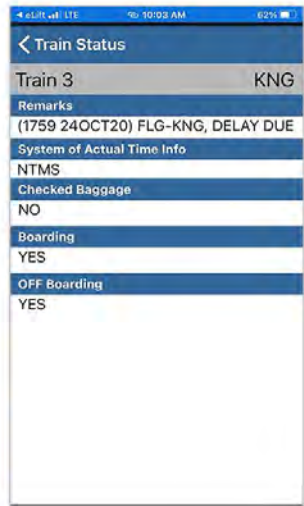 eLift LTE 10:03 AM 62%
Train Status
Train 3 KNG
Remarks
(1759 24OCT20) FLG-KNG, DELAY DUE
System of Actual Time Info
NTMS
Checked Baggage
NO
Boarding
YES
OFF Boarding
YES